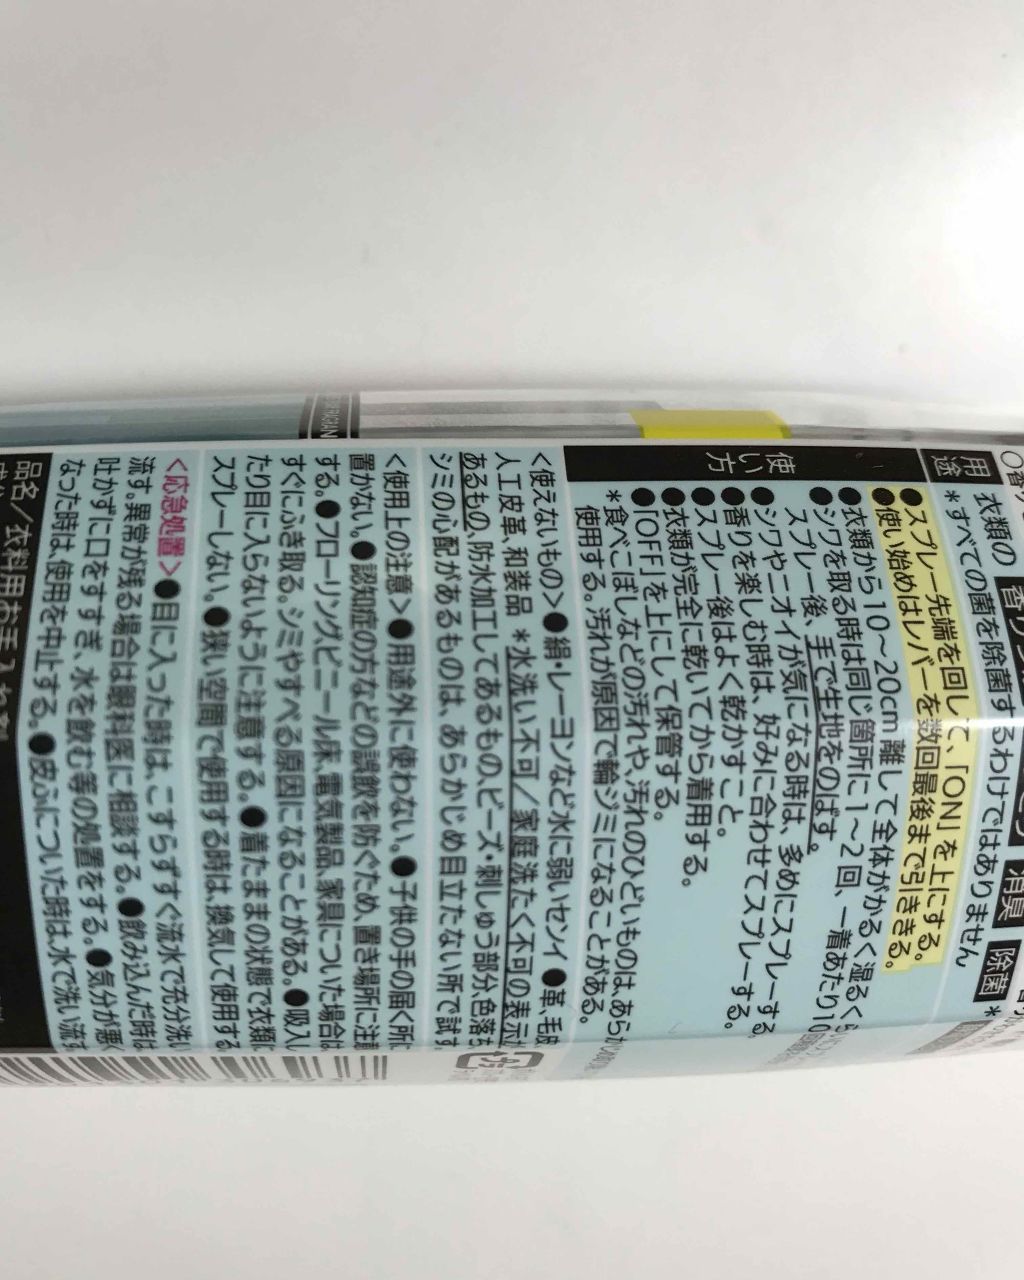 用途
衣類の 香り 消臭 除菌 *
*すべての菌を除菌するわけではありません
使い方
●スプレー先端を回して、「ON」を上にする。
●使い始めはレバーを数回最後まで引ききる。
●衣類から10〜20cm離して全体がかるく湿るくら
●シワを取る時は同じ箇所に1〜2回、一着あたり10
スプレー後、手で生地をのばす。
●シワやニオイが気になる時は、多めにスプレーする
●香りを楽しむ時は、好みに合わせてスプレーする。
●スプレー後はよく乾かすこと。
●衣類が完全に乾いてから着用する。
●「OFF」を上にして保管する。
*食べこぼしなどの汚れや、汚れのひどいものはあらか
使用する。汚れが原因で輪ジミになることがある。
<使えないもの>●絹・レーヨンなど水に弱いセンイ ●革、毛皮
人工皮革、和装品 *水洗い不可/家庭洗たく不可の表示が
あるもの、防水加工してあるもの、ビーズ・刺しゅう部分、色落ち
シミの心配があるものは、あらかじめ目立たない所で試す
<使用上の注意>●用途外に使わない。●子供の手の届く所に
置かない。●認知症の方などの誤飲を防ぐため、置き場所に注意
する。●フローリング、ビニール床、電気製品、家具についた場合は
すぐにふき取る。シミやすべる原因になることがある。●吸入し
たり目に入らないように注意する。●着たままの状態で衣類に
スプレーしない。●狭い空間で使用する時は、換気して使用する
<応急処置>●目に入った時は、こすらずすぐ流水で充分洗い
流す。異常が残る場合は眼科医に相談する。●飲み込んだ時は
吐かずに口をすすぎ、水を飲む等の処置をする。●気分が悪く
なった時は、使用を中止する。●皮ふについた時は水で洗い流す
品名/衣料用お手入れ剤